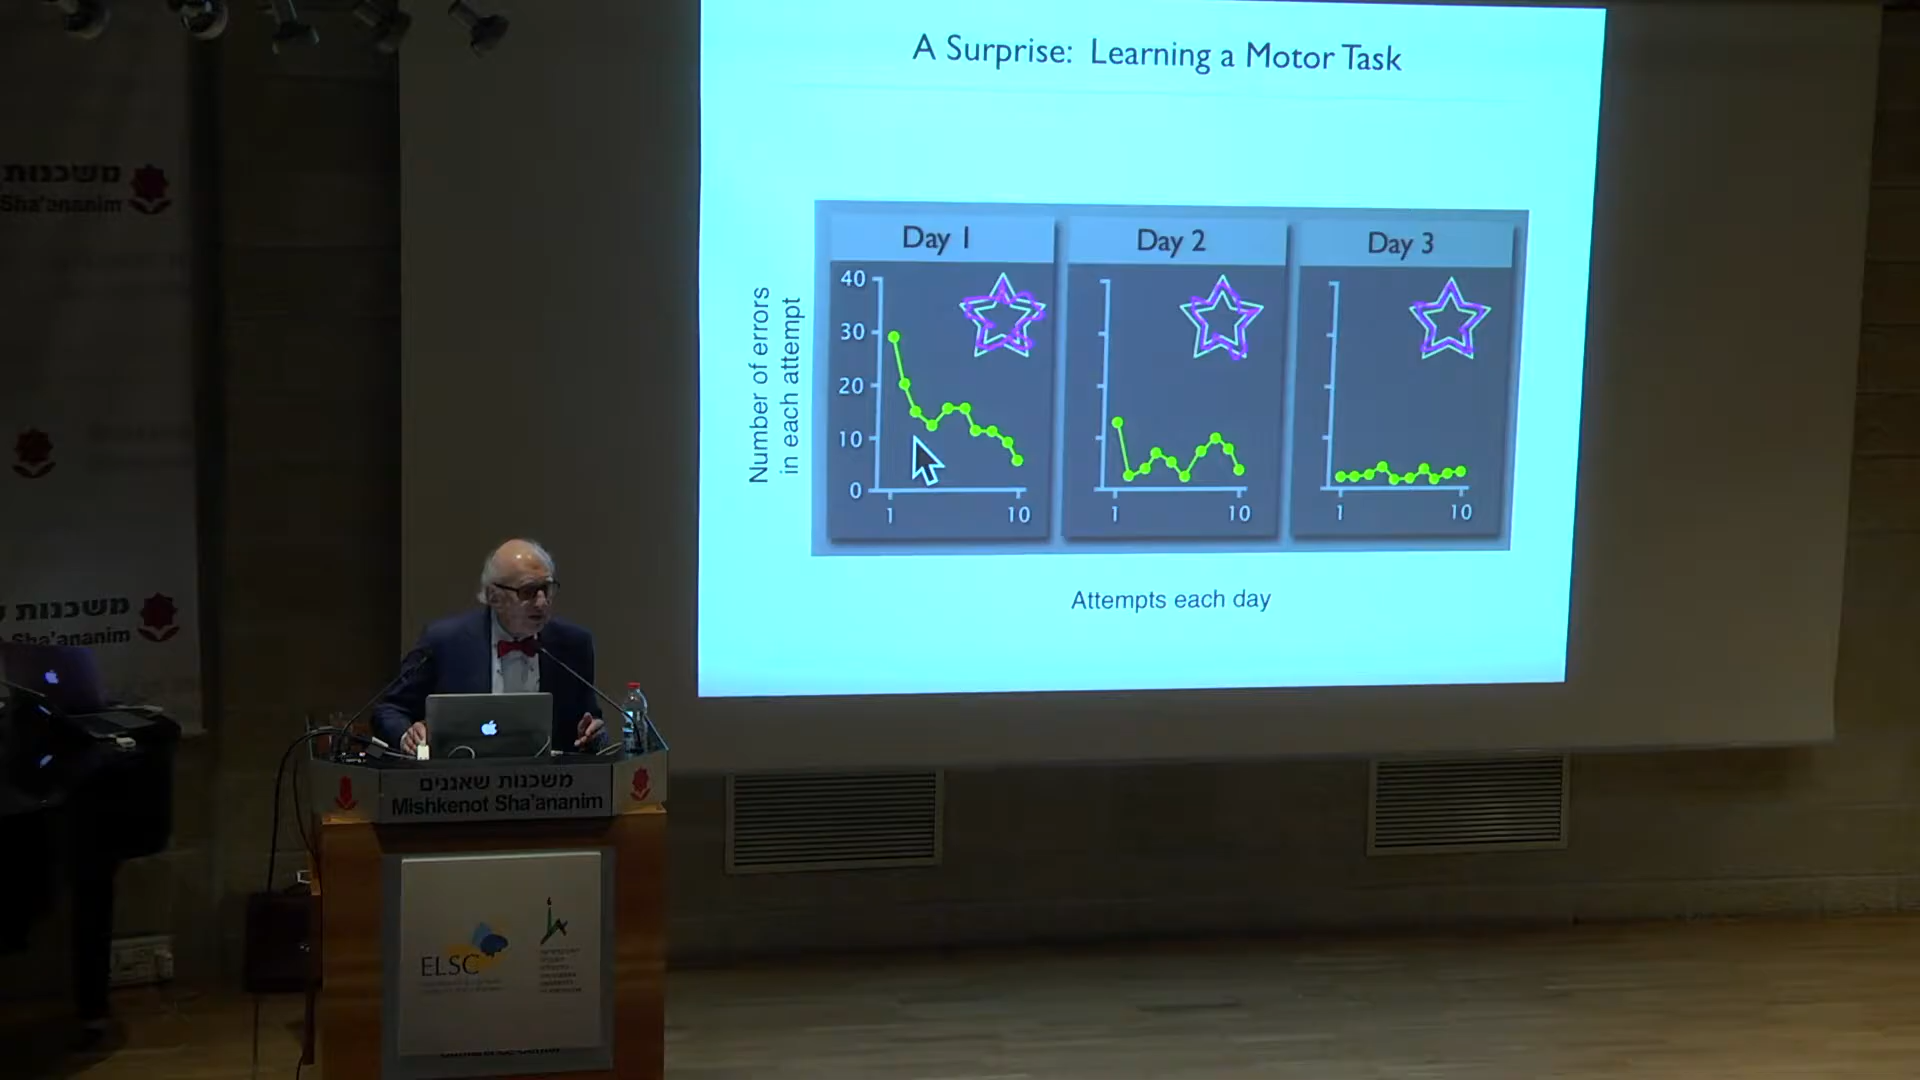 A Surprise: Learning a Motor Task
Day 1
Day 2
Day 3
Number of errors
in each attempt
40
30
20
10
0
1
10
1
10
1
10
Attempts each day
משכנות
Sha'ananim
משכנות
Sha'ananim
משכנות שאננים
Mishkenot Sha'ananim
ELSC